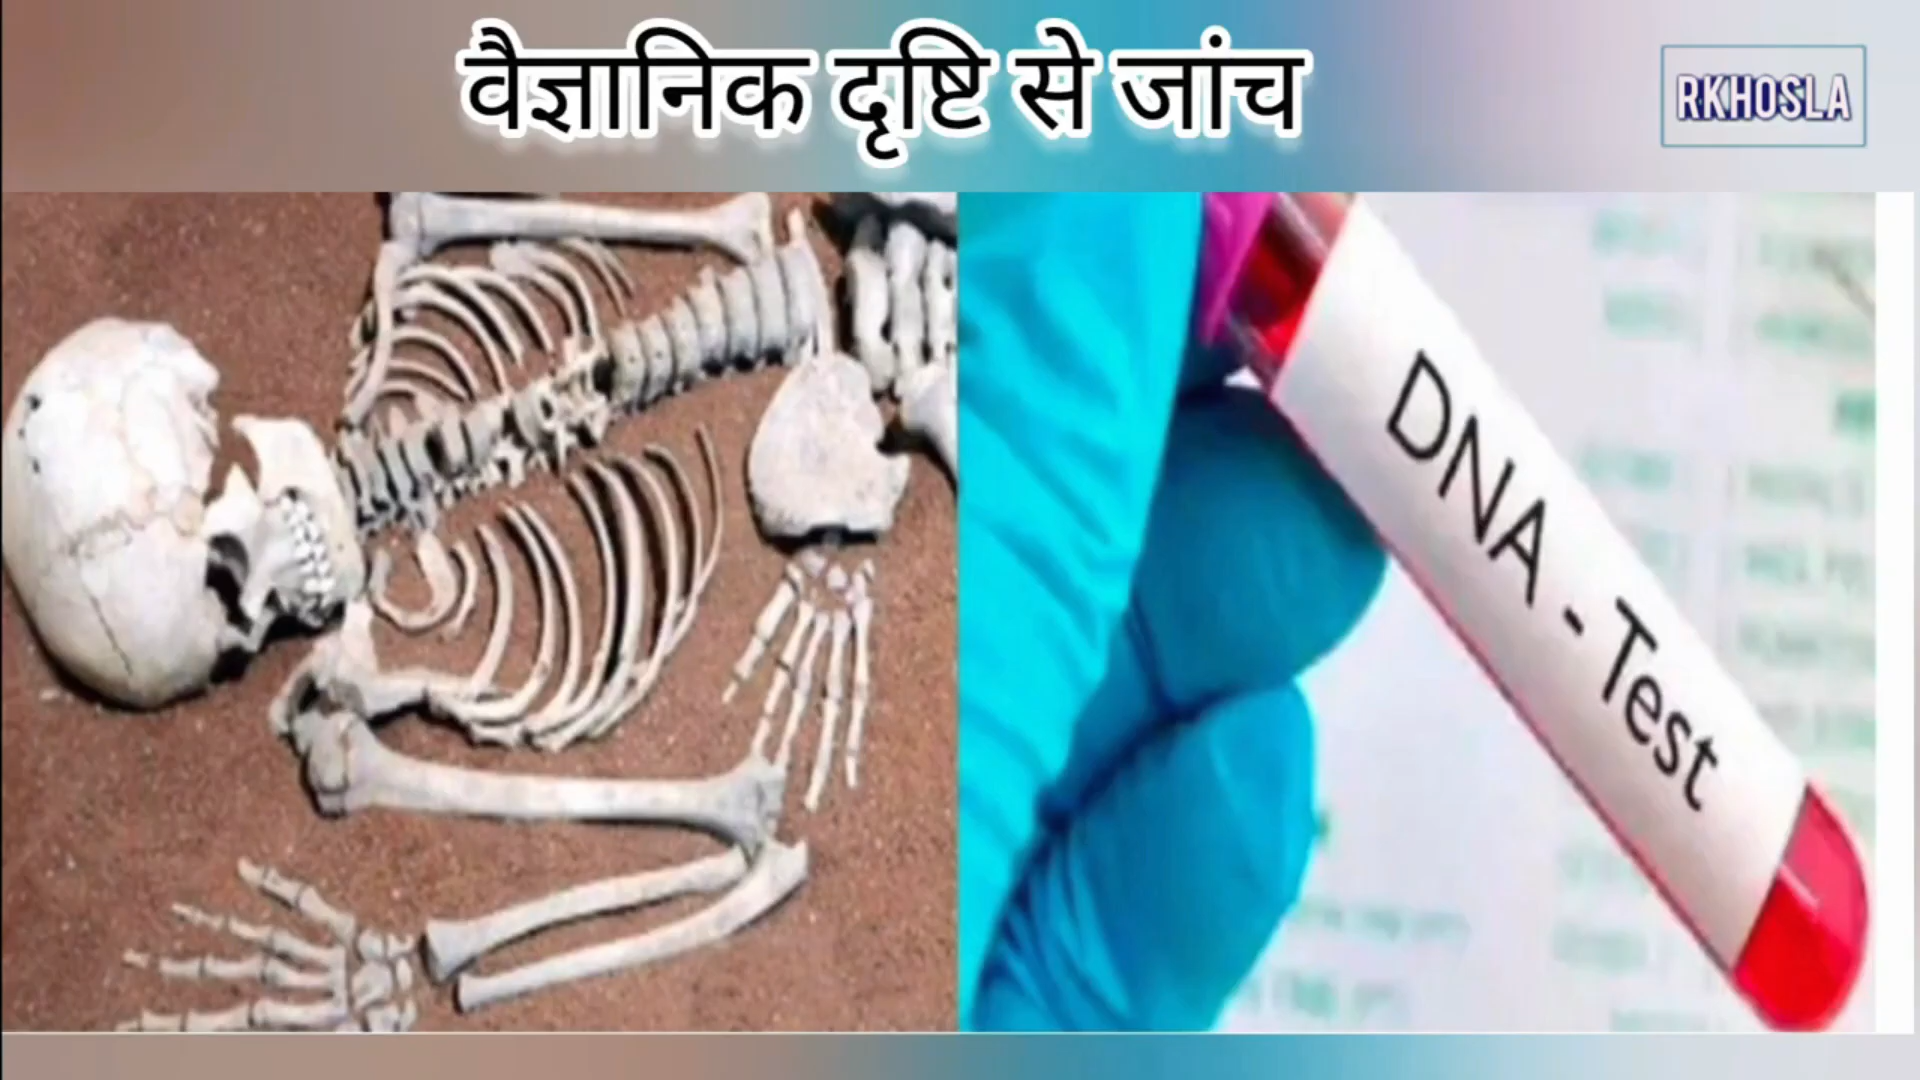 वैज्ञानिक दृष्टि से जांच
RKHOSLA
DNA - Test